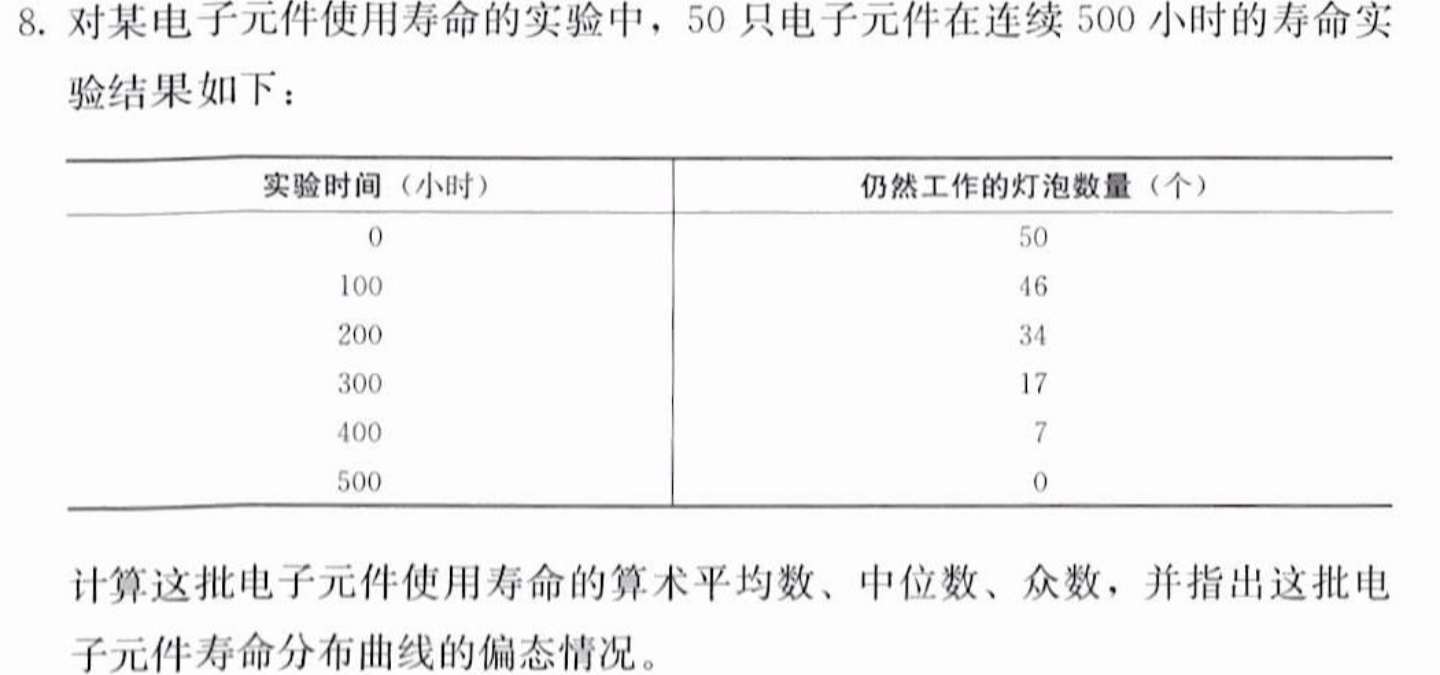 8. 对某电子元件使用寿命的实验中，50 只电子元件在连续 500 小时的寿命实
验结果如下：
实验时间（小时） 仍然工作的灯泡数量（个）
0 50
100 46
200 34
300 17
400 7
500 0
计算这批电子元件使用寿命的算术平均数、中位数、众数，并指出这批电
子元件寿命分布曲线的偏态情况。